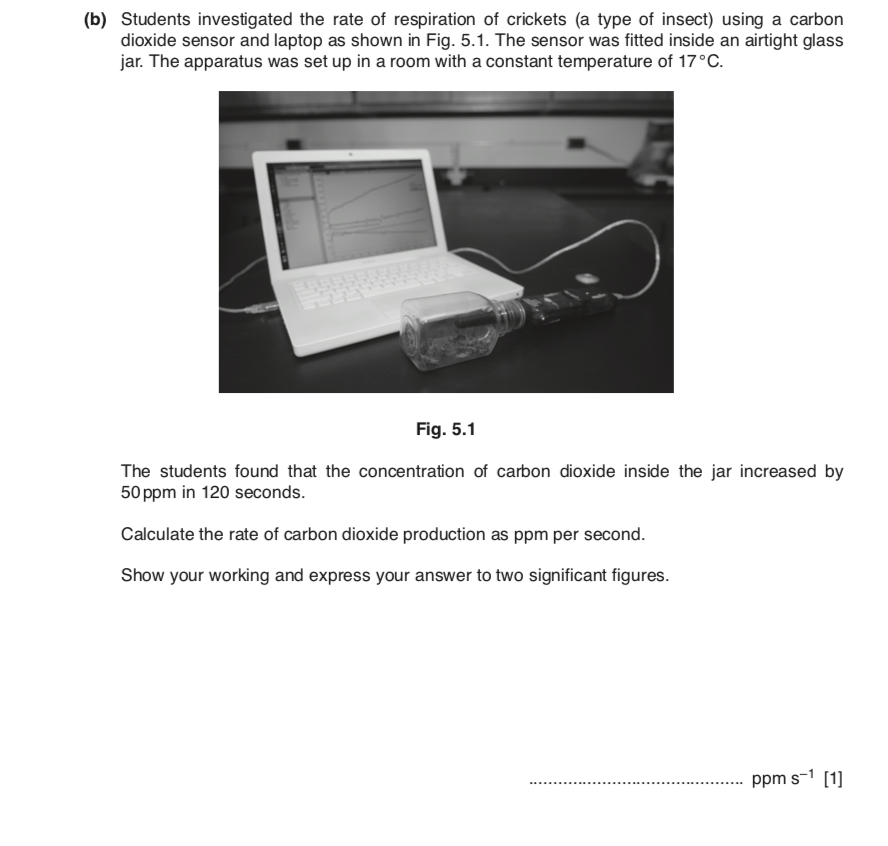 (b) Students investigated the rate of respiration of crickets (a type of insect) using a carbon
dioxide sensor and laptop as shown in Fig. 5.1. The sensor was fitted inside an airtight glass
jar. The apparatus was set up in a room with a constant temperature of 17 °C.
Fig. 5.1
The students found that the concentration of carbon dioxide inside the jar increased by
50 ppm in 120 seconds.
Calculate the rate of carbon dioxide production as ppm per second.
Show your working and express your answer to two significant figures.
........................................... ppm s⁻¹ [1]